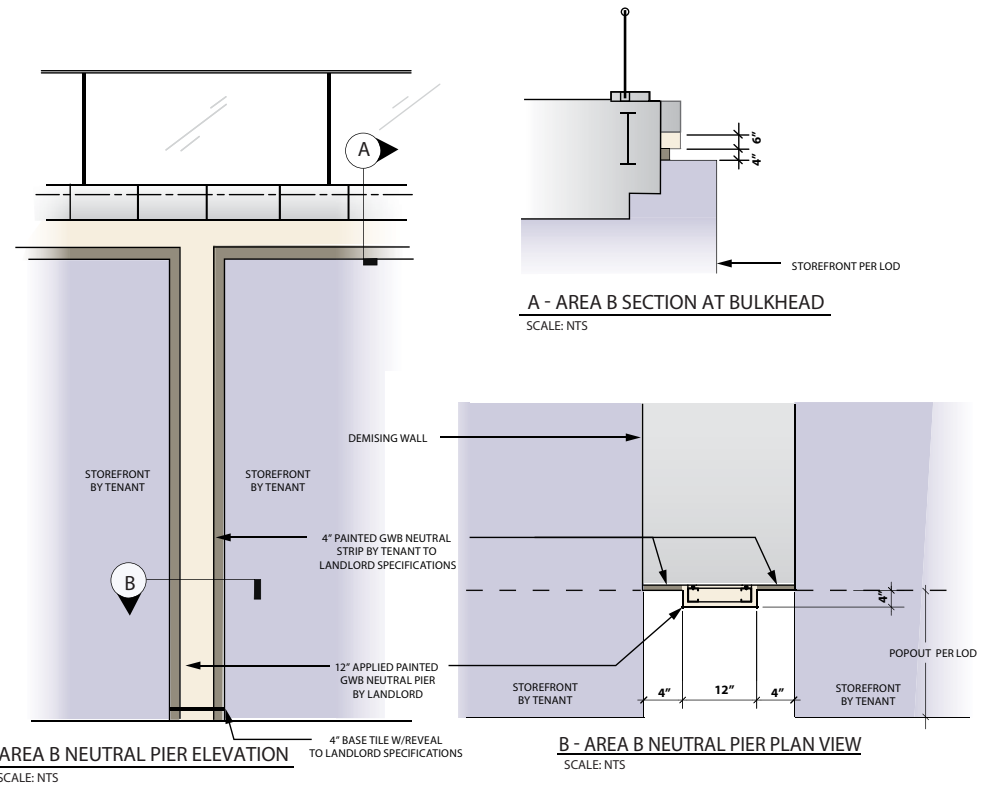 A
6”
4”
STOREFRONT PER LOD
A - AREA B SECTION AT BULKHEAD
SCALE: NTS
DEMISING WALL
STOREFRONT
BY TENANT
STOREFRONT
BY TENANT
4” PAINTED GWB NEUTRAL
STRIP BY TENANT TO
LANDLORD SPECIFICATIONS
B
4”
POPOUT PER LOD
12” APPLIED PAINTED
GWB NEUTRAL PIER
BY LANDLORD
STOREFRONT
BY TENANT
4”
12”
4”
STOREFRONT
BY TENANT
4” BASE TILE W/REVEAL
TO LANDLORD SPECIFICATIONS
AREA B NEUTRAL PIER ELEVATION
SCALE: NTS
B - AREA B NEUTRAL PIER PLAN VIEW
SCALE: NTS